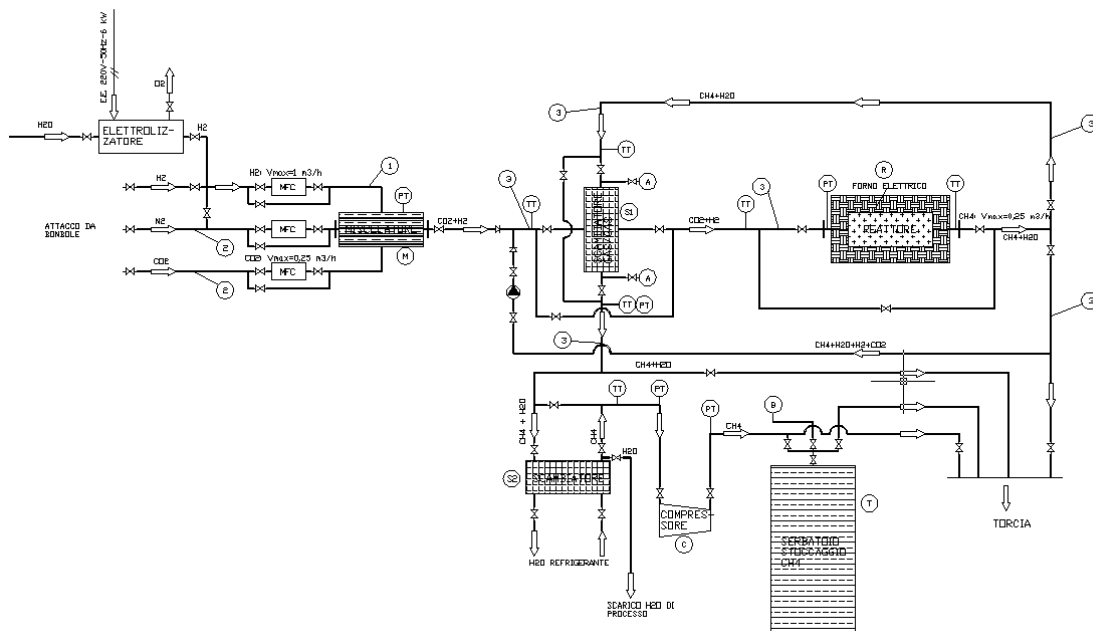 E.E. 220V-50Hz-6 KW
O2
H2O
ELETTROLIZ-
ZATORE
H2
H2
H2: Vmax=1 m3/h
MFC
1
PT
ATTACCO DA
BOMBOLE
N2
2
MFC
MISCELATORE
M
CO2+H2
CO2
2
CO2: Vmax=0,25 m3/h
MFC
CH4+H2O
3
TT
A
3
TT
S1
CO2+H2
TT
3
PT
R
FORNO ELETTRICO
REATTORE
TT
CH4: Vmax=0,25 m3/h
CH4+H2O
3
A
TT
PT
3
3
CH4+H2O+H2+CO2
CH4+H2O
CH4 + H2O
CH4
TT
PT
H2O
S2
SCAMBIATORE
H2O REFRIGERANTE
SCARICO H2O DI
PROCESSO
COMPRES-
SORE
C
PT
CH4
B
T
SERBATOIO
STOCCAGGIO
CH4
TORCIA